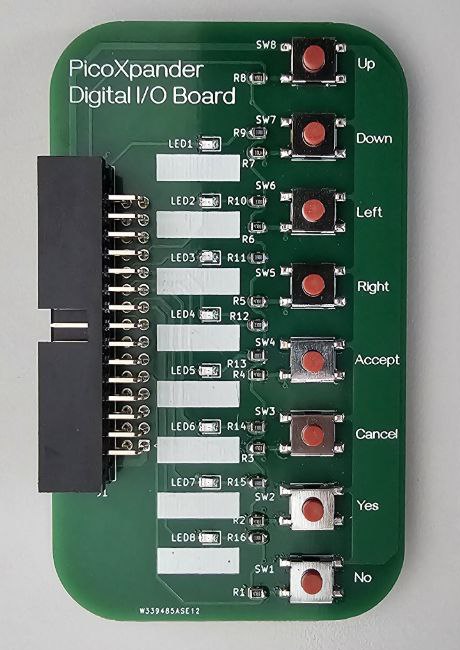 PicoXpander
Digital I/O Board
SW8
Up
R8
SW7
Down
R9
LED1
R7
SW6
LED2
R10
Left
R6
LED3
R11
SW5
Right
R5
LED4
R12
SW4
Accept
R13
LED5
R4
SW3
LED6
R14
Cancel
R3
LED7
R15
SW2
Yes
R2
LED8
R16
SW1
No
R1
W339485ASE12